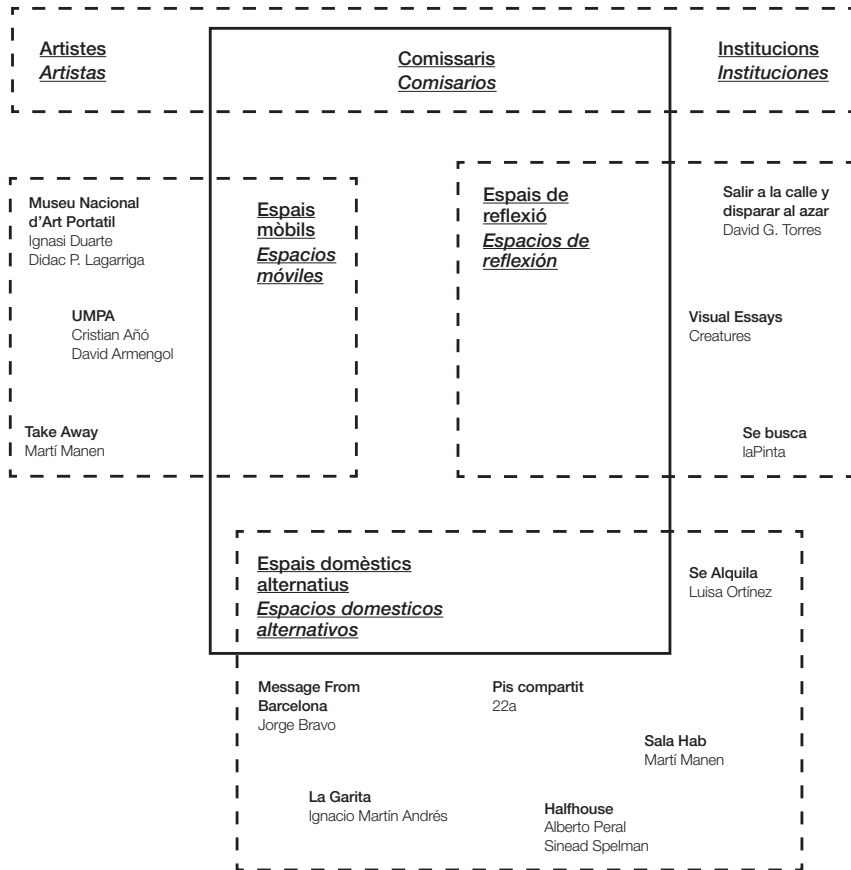 Artistes
Artistas
Comissaris
Comisarios
Institucions
Instituciones
Museu Nacional
d'Art Portatil
Ignasi Duarte
Didac P. Lagarriga
UMPA
Cristian Añó
David Armengol
Take Away
Martí Manen
Espais
mòbils
Espacios
móviles
Espais de
reflexió
Espacios de
reflexión
Salir a la calle y
disparar al azar
David G. Torres
Visual Essays
Creatures
Se busca
laPinta
Espais domèstics
alternatius
Espacios domesticos
alternativos
Se Alquila
Luisa Ortínez
Message From
Barcelona
Jorge Bravo
Pis compartit
22a
Sala Hab
Martí Manen
La Garita
Ignacio Martín Andrés
Halfhouse
Alberto Peral
Sinead Spelman